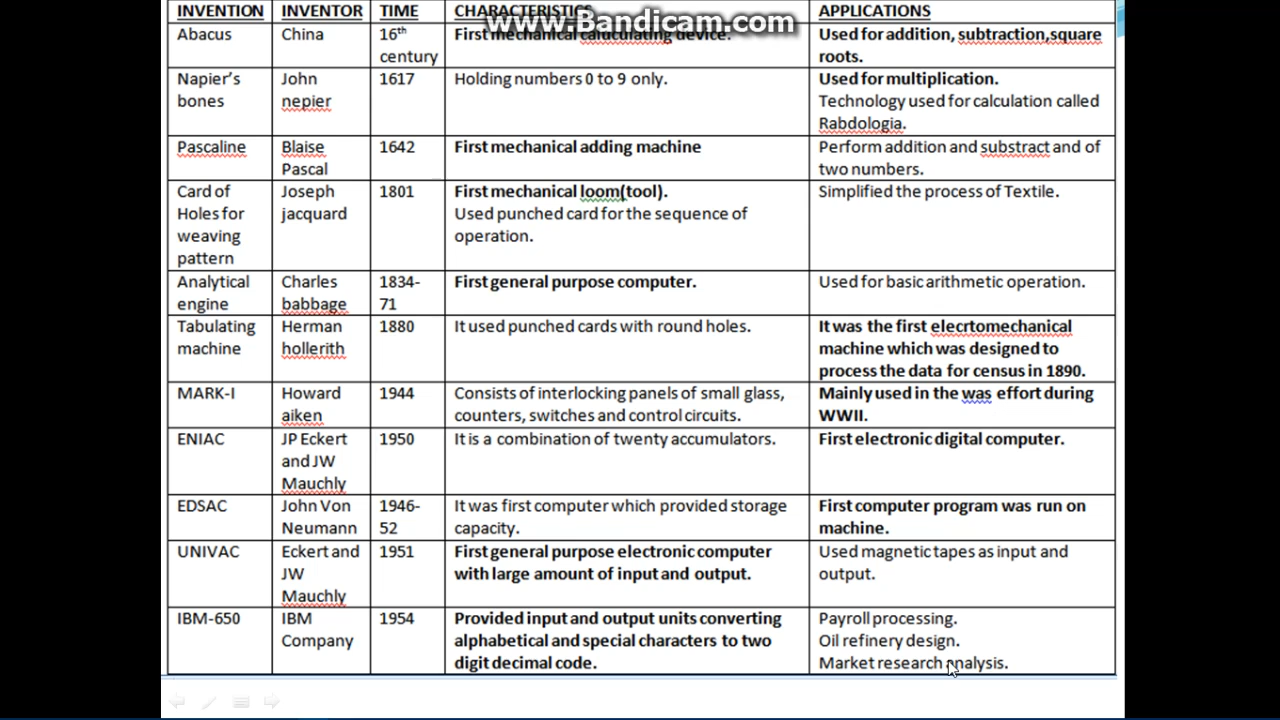 www.Bandicam.com
INVENTION INVENTOR TIME CHARACTERISTICS APPLICATIONS
Abacus China 16th century First mechanical caluculating device. Used for addition, subtraction,square roots.
Napier's bones John nepier 1617 Holding numbers 0 to 9 only. Used for multiplication. Technology used for calculation called Rabdologia.
Pascaline Blaise Pascal 1642 First mechanical adding machine Perform addition and substract and of two numbers.
Card of Holes for weaving pattern Joseph jacquard 1801 First mechanical loom(tool). Used punched card for the sequence of operation. Simplified the process of Textile.
Analytical engine Charles babbage 1834-71 First general purpose computer. Used for basic arithmetic operation.
Tabulating machine Herman hollerith 1880 It used punched cards with round holes. It was the first elecrtomechanical machine which was designed to process the data for census in 1890.
MARK-I Howard aiken 1944 Consists of interlocking panels of small glass, counters, switches and control circuits. Mainly used in the was effort during WWII.
ENIAC JP Eckert and JW Mauchly 1950 It is a combination of twenty accumulators. First electronic digital computer.
EDSAC John Von Neumann 1946-52 It was first computer which provided storage capacity. First computer program was run on machine.
UNIVAC Eckert and JW Mauchly 1951 First general purpose electronic computer with large amount of input and output. Used magnetic tapes as input and output.
IBM-650 IBM Company 1954 Provided input and output units converting alphabetical and special characters to two digit decimal code. Payroll processing. Oil refinery design. Market research analysis.